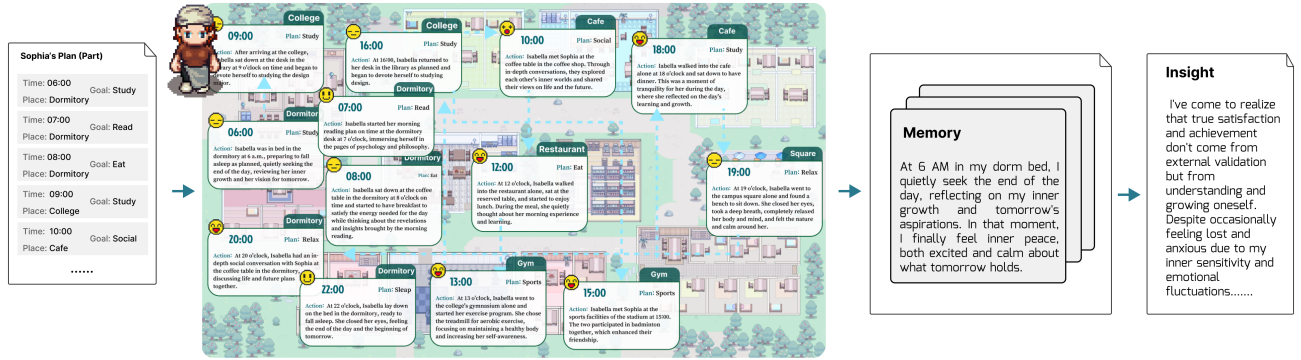 Sophia's Plan (Part)
Time: 06:00
Goal: Study
Place: Dormitory
Time: 07:00
Goal: Read
Place: Dormitory
Time: 08:00
Goal: Eat
Place: Dormitory
Time: 09:00
Goal: Study
Place: College
Time: 10:00
Goal: Social
Place: Cafe
......
College
09:00
Plan: Study
Action: After arriving at the college,
Isabella sat down at the desk in the
library at 9 o'clock on time and began to
devote herself to studying the design
major.
College
16:00
Plan: Study
Action: At 16:00, Isabella returned to
her desk in the library as planned and
began to devote herself to studying
design.
Cafe
10:00
Plan: Social
Action: Isabella met Sophia at the
coffee table in the coffee shop. Through
in-depth conversations, they explored
each other's inner worlds and shared
their views on life and the future.
Cafe
18:00
Plan: Study
Action: Isabella walked into the cafe
alone at 18 o'clock and sat down to have
dinner. This was a moment of
tranquility for her during the day,
where she reflected on the day's
learning and growth.
Dormitory
07:00
Plan: Read
Action: Isabella started her morning
reading plan on time at the dormitory
desk at 7 o'clock, immersing herself in
the pages of psychology and philosophy.
Dormitory
06:00
Plan: Study
Action: Isabella was in bed in the
dormitory at 6 a.m., preparing to fall
asleep as planned, quietly seeking the
end of the day, reviewing her inner
growth and her vision for tomorrow.
Dormitory
08:00
Plan: Eat
Action: Isabella sat down at the coffee
table in the dormitory at 8 o'clock on
time and started to have breakfast to
satisfy the energy needed for the day
while thinking about the revelations
and insights brought by the morning
reading.
Restaurant
12:00
Plan: Eat
Action: At 12 o'clock, Isabella walked
into the restaurant alone, sat at the
reserved table, and started to enjoy
lunch. During the meal, she quietly
thought about her morning experience
and learning.
Square
19:00
Plan: Relax
Action: At 19 o'clock, Isabella went to
the campus square alone and found a
bench to sit down. She closed her eyes,
took a deep breath, completely relaxed
her body and mind, and felt the nature
and calm around her.
Dormitory
20:00
Plan: Relax
Action: At 20 o'clock, Isabella had an in-
depth social conversation with Sophia at
the coffee table in the dormitory,
discussing life and future plans
together.
Dormitory
22:00
Plan: Sleep
Action: At 22 o'clock, Isabella lay down
on the bed in the dormitory, ready to
fall asleep. She closed her eyes, feeling
the end of the day and the beginning of
tomorrow.
Gym
13:00
Plan: Sports
Action: At 13 o'clock, Isabella went to
the college's gymnasium alone and
started her exercise program. She chose
the treadmill for aerobic exercise,
focusing on maintaining a healthy body
and increasing her self-awareness.
Gym
15:00
Plan: Sports
Action: Isabella met Sophia at the
sports facilities of the stadium at 15:00.
The two participated in badminton
together, which enhanced their
friendship.
Memory
At 6 AM in my dorm bed, I
quietly seek the end of the
day, reflecting on my inner
growth and tomorrow's
aspirations. In that moment,
I finally feel inner peace,
both excited and calm about
what tomorrow holds.
Insight
I've come to realize
that true satisfaction
and achievement
don't come from
external validation
but from
understanding and
growing oneself.
Despite occasionally
feeling lost and
anxious due to my
inner sensitivity and
emotional
fluctuations.......